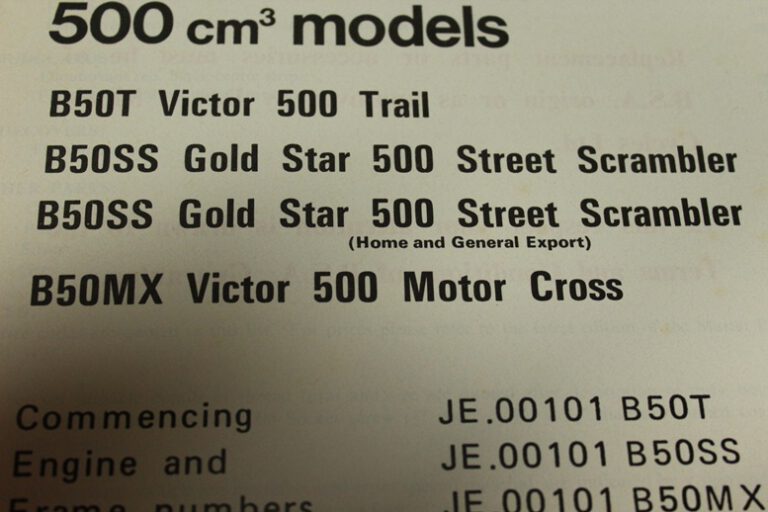 500 cm³ models
B50T Victor 500 Trail
B50SS Gold Star 500 Street Scrambler
B50SS Gold Star 500 Street Scrambler
(Home and General Export)
B50MX Victor 500 Motor Cross
Commencing JE.00101 B50T
Engine and JE.00101 B50SS
Frame numbers JE.00101 B50MX